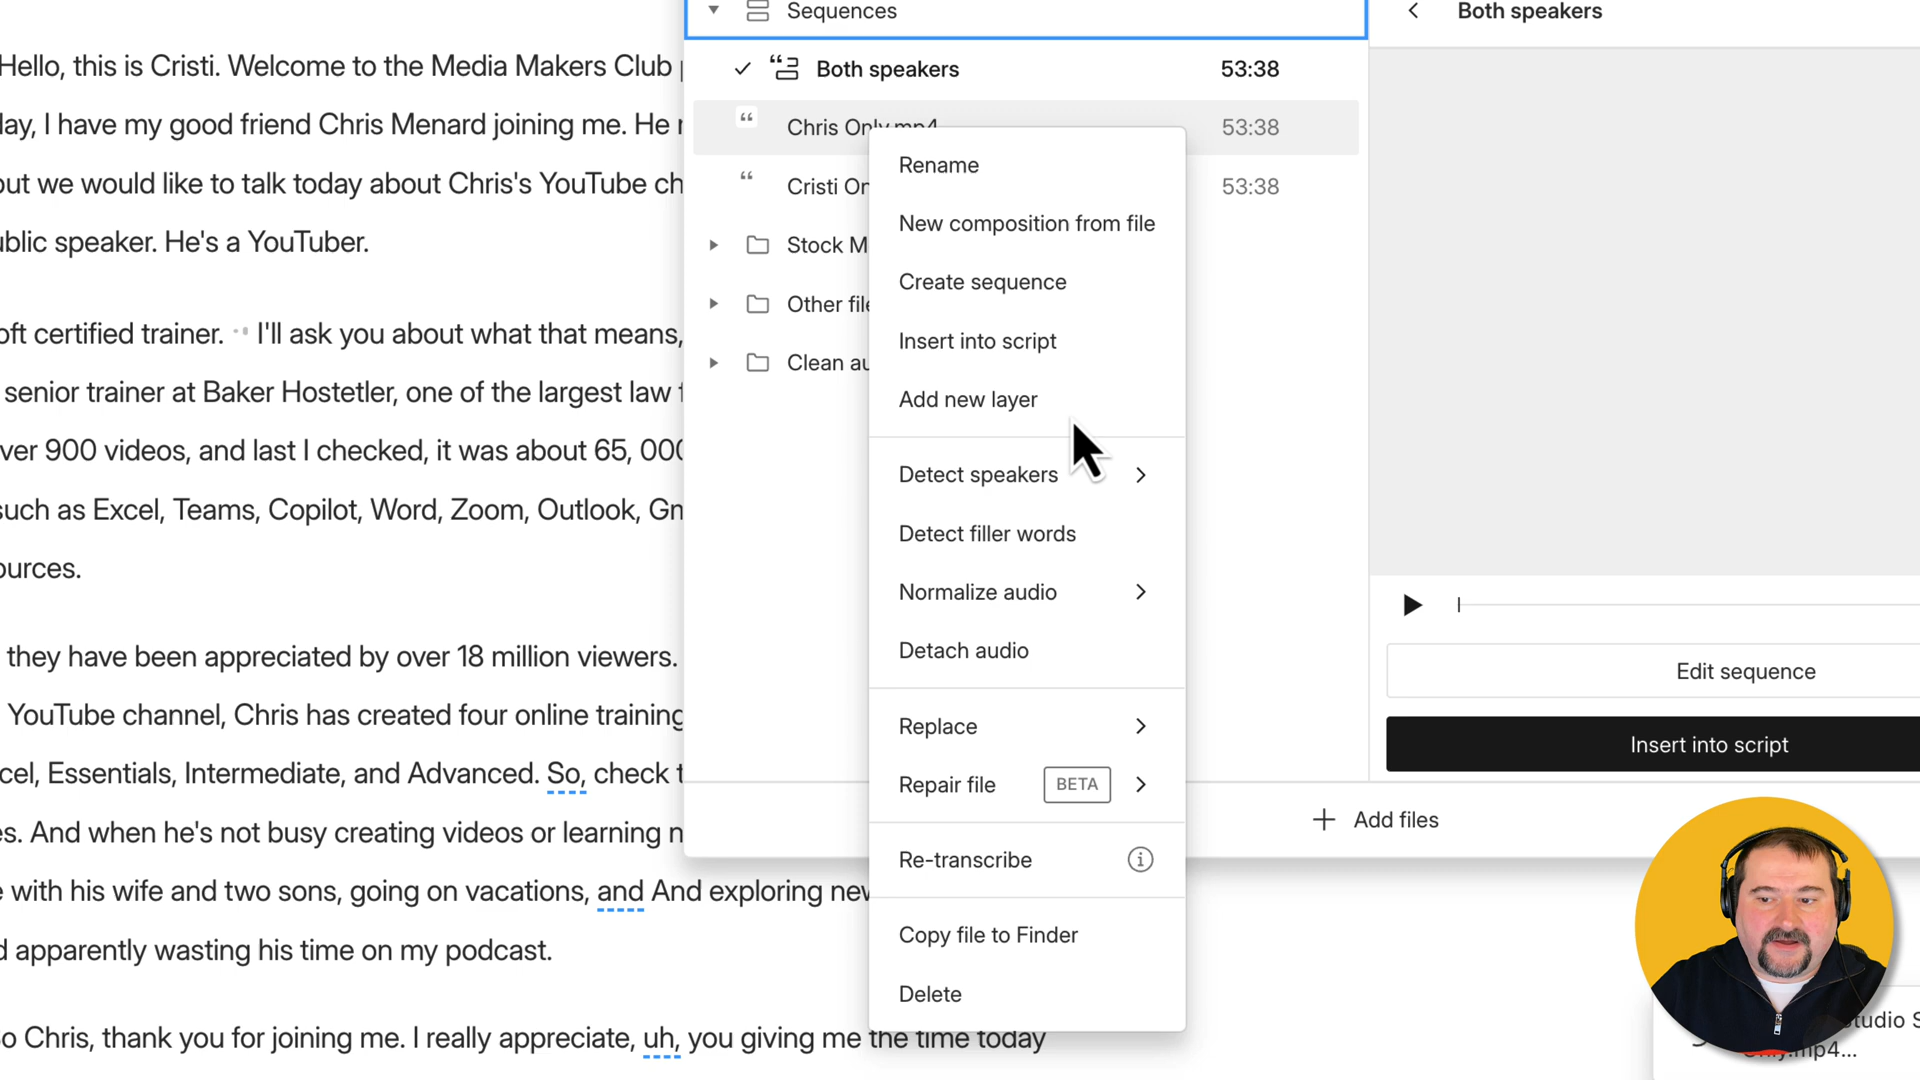 Hello, this is Cristi. Welcome to the Media Makers Club
lay, I have my good friend Chris Menard joining me. He
but we would like to talk today about Chris's YouTube ch
ublic speaker. He's a YouTuber.
oft certified trainer. I'll ask you about what that means,
senior trainer at Baker Hostetler, one of the largest law
ver 900 videos, and last I checked, it was about 65, 000
such as Excel, Teams, Copilot, Word, Zoom, Outlook, Gm
ources.
they have been appreciated by over 18 million viewers.
YouTube channel, Chris has created four online training
cel, Essentials, Intermediate, and Advanced. So, check
es. And when he's not busy creating videos or learning n
e with his wife and two sons, going on vacations, and And exploring new
d apparently wasting his time on my podcast.
o Chris, thank you for joining me. I really appreciate, uh, you giving me the time today
Sequences
Both speakers 53:38
Chris Only.mp4 53:38
Cristi On 53:38
Stock M
Other file
Clean au
Rename
New composition from file
Create sequence
Insert into script
Add new layer
Detect speakers
Detect filler words
Normalize audio
Detach audio
Replace
Repair file BETA
Re-transcribe
Copy file to Finder
Delete
Add files
Both speakers
Edit sequence
Insert into script
tudio S
Only.mp4...